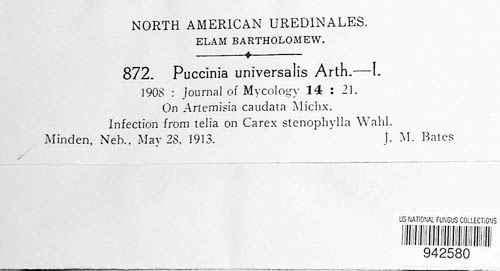 NORTH AMERICAN UREDINALES.
ELAM BARTHOLOMEW.
872. Puccinia universalis Arth.—I.
1908 : Journal of Mycology 14 : 21.
On Artemisia caudata Michx.
Infection from telia on Carex stenophylla Wahl.
Minden, Neb., May 28, 1913. J. M. Bates
US NATIONAL FUNGUS COLLECTIONS
942580